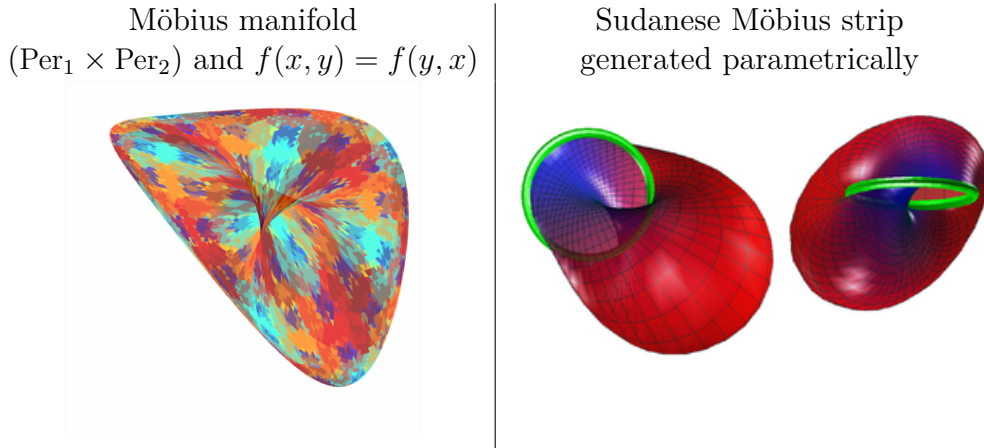 Möbius manifold
(Per₁ × Per₂) and f(x, y) = f(y, x)
Sudanese Möbius strip
generated parametrically